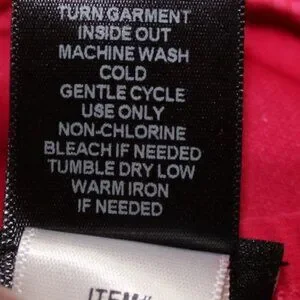 TURN GARMENT
INSIDE OUT
MACHINE WASH
COLD
GENTLE CYCLE
USE ONLY
NON-CHLORINE
BLEACH IF NEEDED
TUMBLE DRY LOW
WARM IRON
IF NEEDED